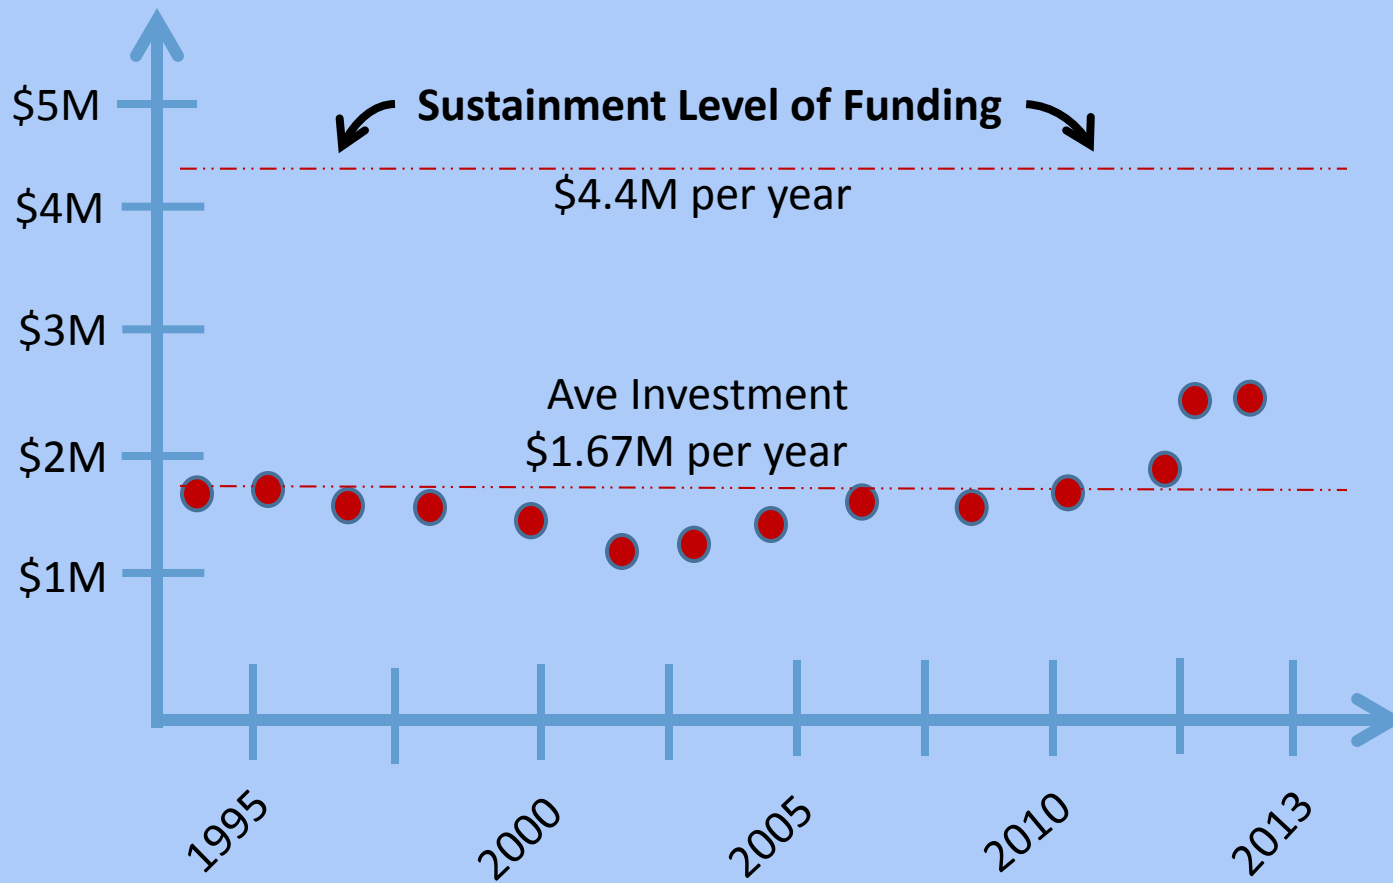 $5M
Sustainment Level of Funding
$4M
$4.4M per year
$3M
Ave Investment
$1.67M per year
$2M
$1M
1995
2000
2005
2010
2013